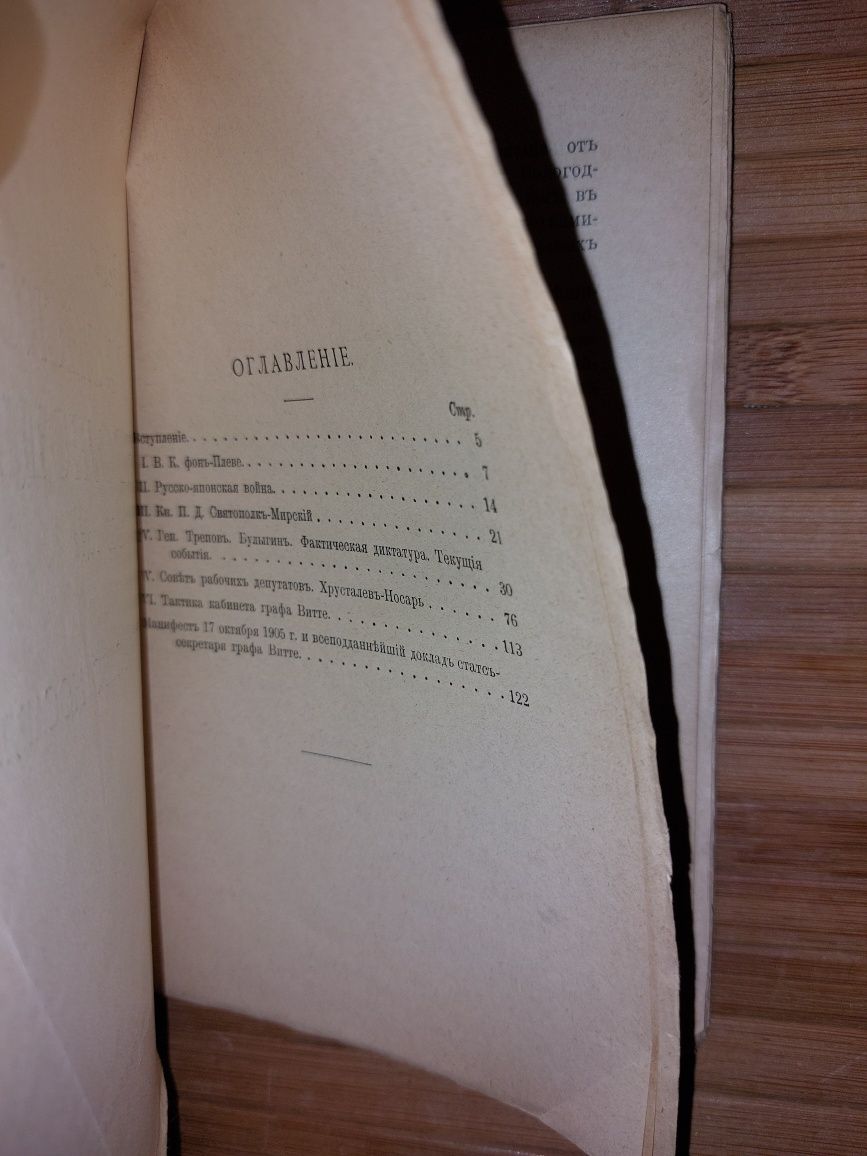 ОГЛАВЛЕНІЕ.
Стр.
Вступленіе. . . . . . . . . . . . . . . . . . . . . . . . . 5
I. В. К. фонъ-Плеве. . . . . . . . . . . . . . . . . . . . 7
II. Русско-японская война. . . . . . . . . . . . . . . . . 14
III. Кн. П. Д. Святополкъ-Мирскій . . . . . . . . . . . . . 21
IV. Ген. Треповъ. Булыгинъ. Фактическая диктатура. Текущія
событія. . . . . . . . . . . . . . . . . . . . . . 30
V. Совѣтъ рабочихъ депутатовъ. Хрусталевъ-Носарь . . . . . . 76
VI. Тактика кабинета графа Витте. . . . . . . . . . . . . 113
Манифестъ 17 октября 1905 г. и всеподданнѣйшій докладъ статсъ-
секретаря графа Витте. . . . . . . . . . . . . . . . 122
отъ
въ